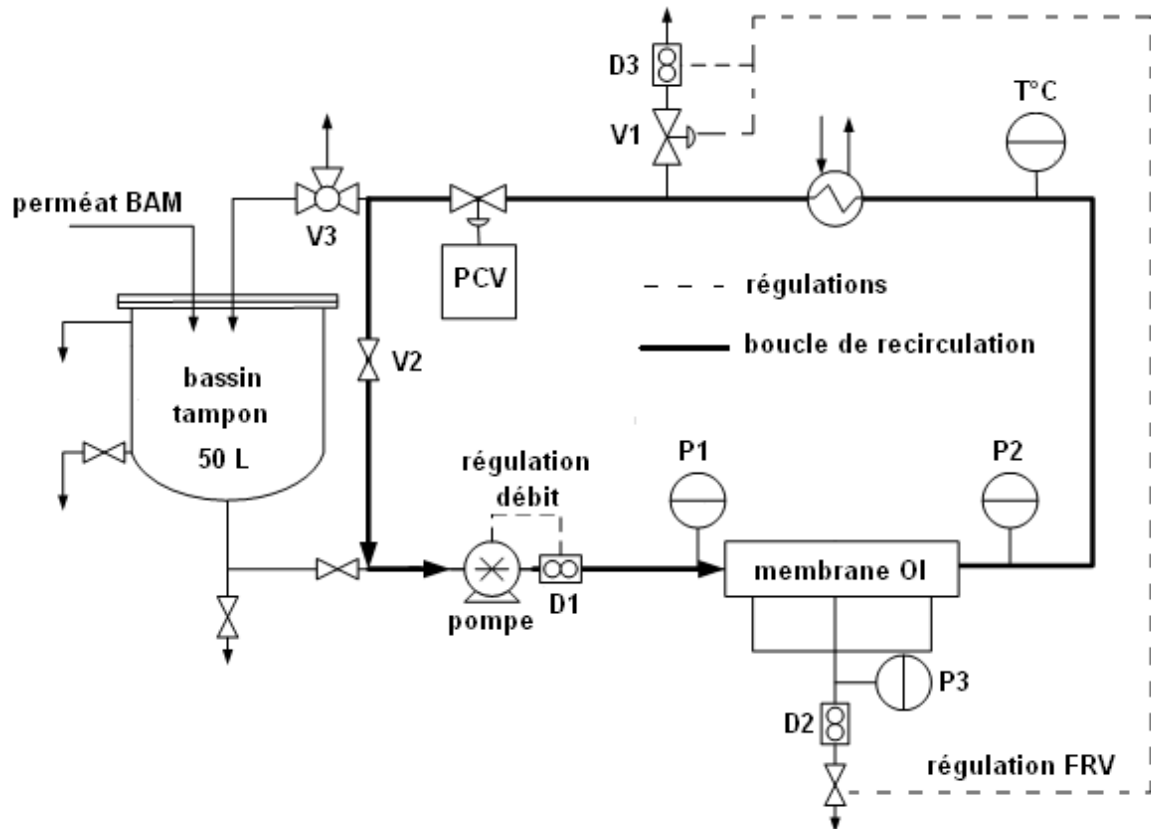 D3
T°C
V1
perméat BAM
V3
PCV
régulations
boucle de recirculation
V2
bassin
tampon
50 L
régulation
débit
P1
P2
membrane OI
D1
pompe
P3
D2
régulation FRV